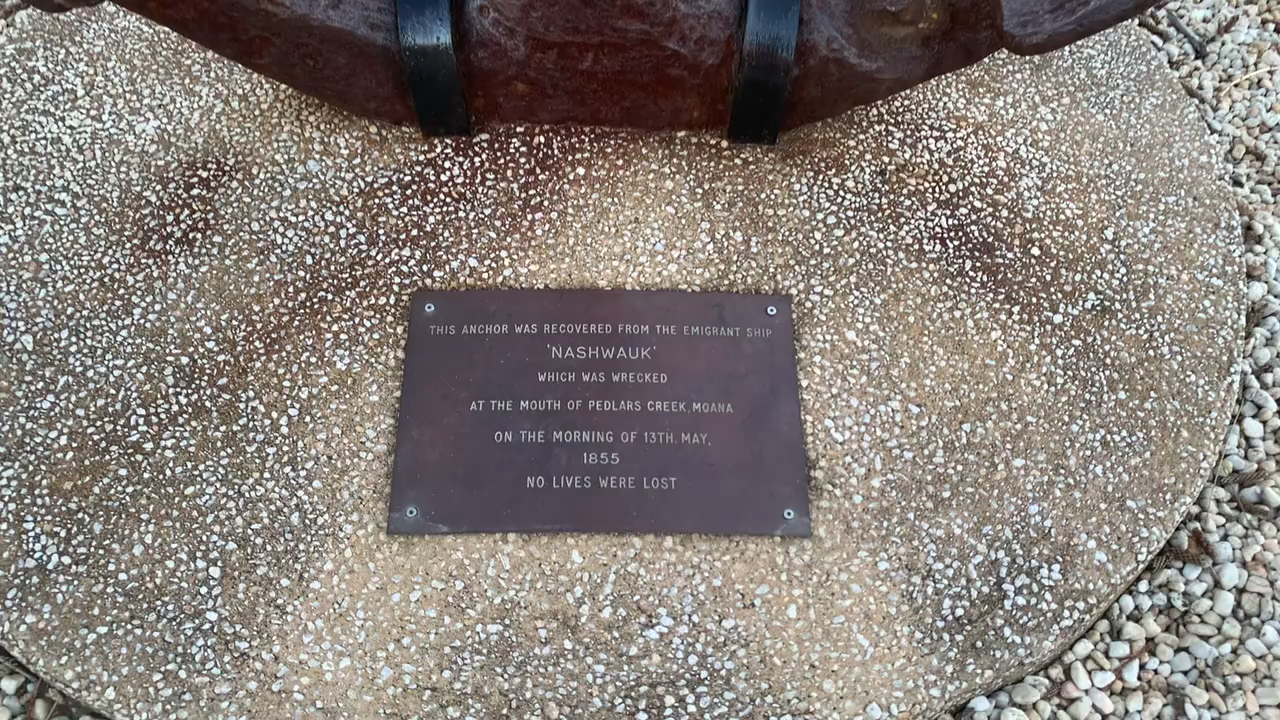 THIS ANCHOR WAS RECOVERED FROM THE EMIGRANT SHIP
'NASHWAUK'
WHICH WAS WRECKED
AT THE MOUTH OF PEDLARS CREEK, MOANA
ON THE MORNING OF 13TH. MAY,
1855
NO LIVES WERE LOST